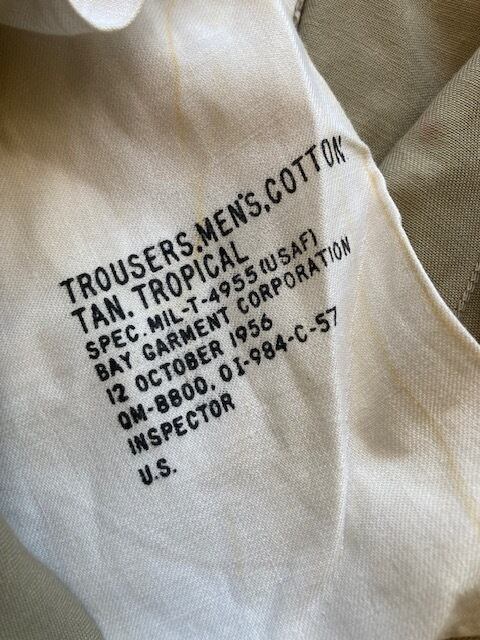 TROUSERS, MEN'S, COTTON
TAN, TROPICAL
SPEC. MIL-T-4955 (USAF)
BAY GARMENT CORPORATION
12 OCTOBER 1956
QM-8800, OI-984-C-57
INSPECTOR
U.S.